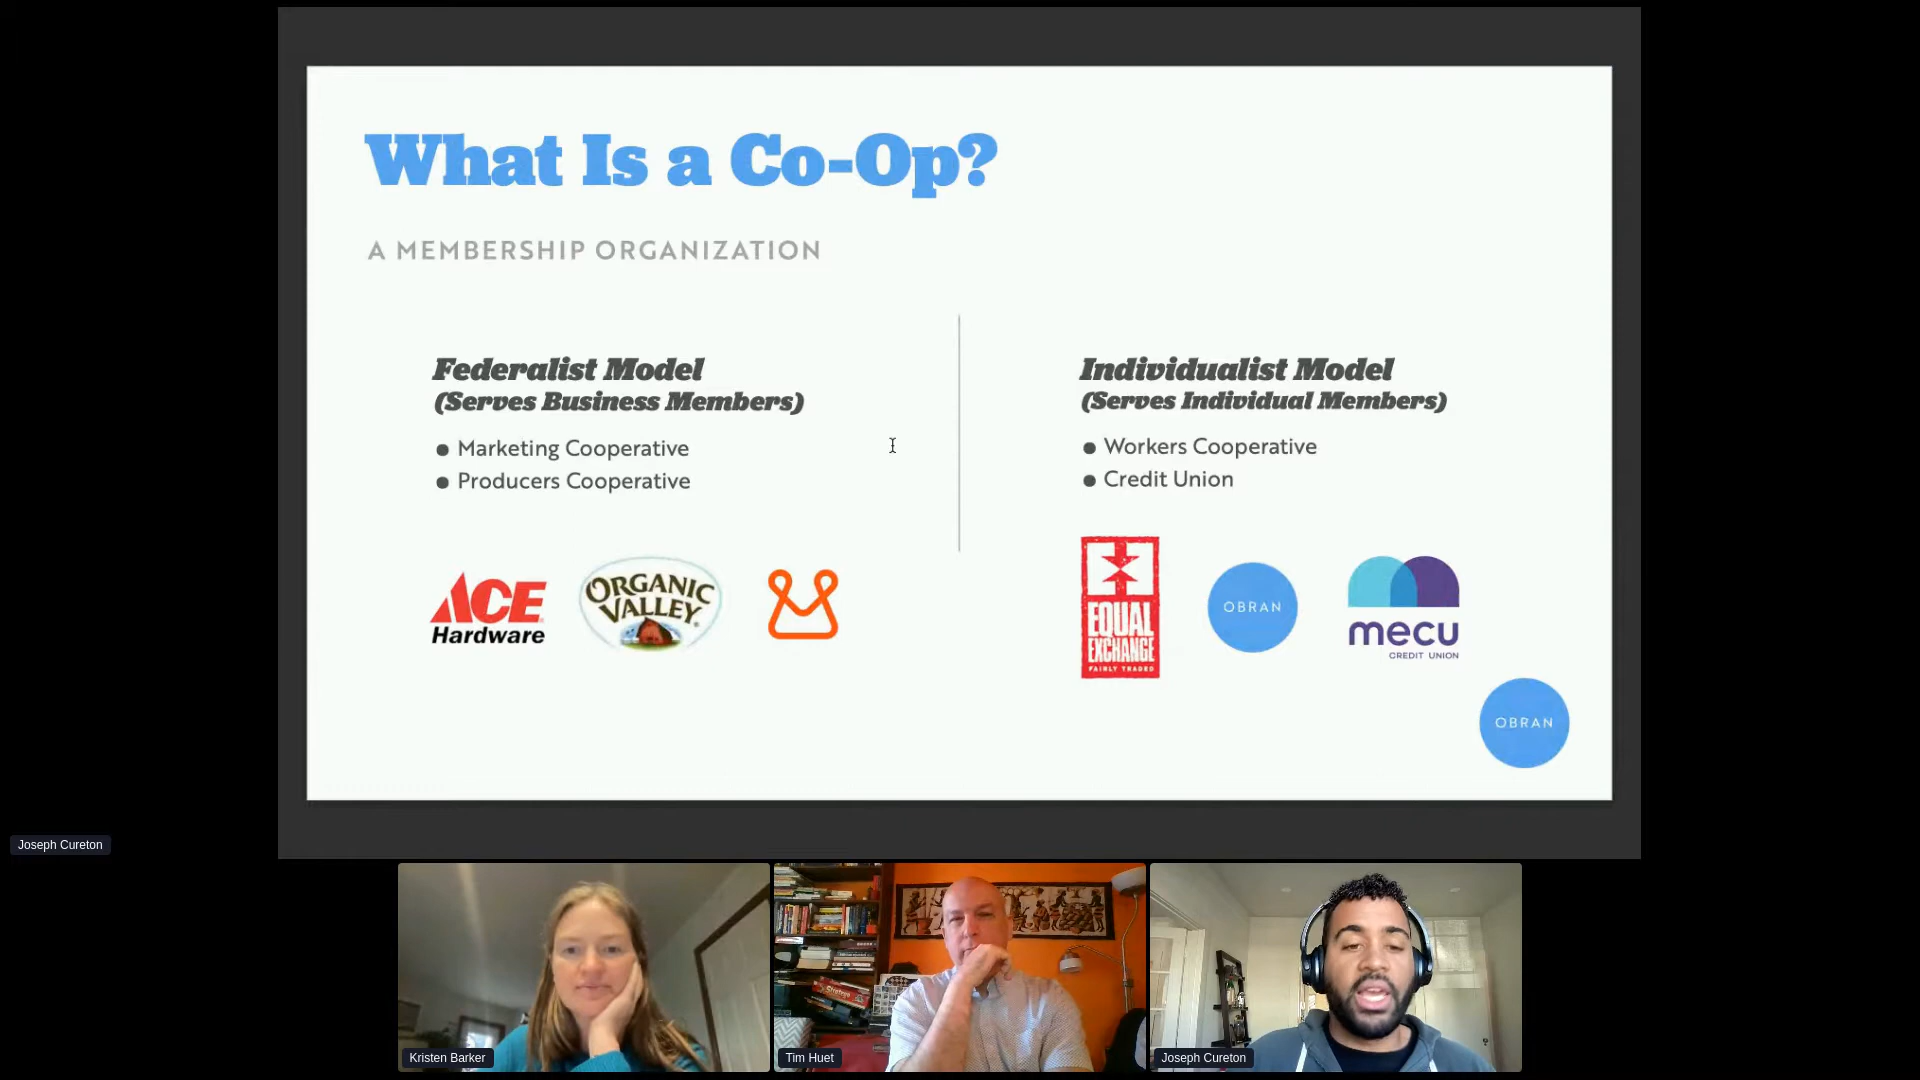 What Is a Co-Op?
A MEMBERSHIP ORGANIZATION
Federalist Model
(Serves Business Members)
● Marketing Cooperative
● Producers Cooperative
ACE
Hardware
ORGANIC
VALLEY
Individualist Model
(Serves Individual Members)
● Workers Cooperative
● Credit Union
EQUAL
EXCHANGE
FAIRLY TRADED
OBRAN
mecu
CREDIT UNION
OBRAN
Joseph Cureton
Kristen Barker
Stratego
Tim Huet
Joseph Cureton